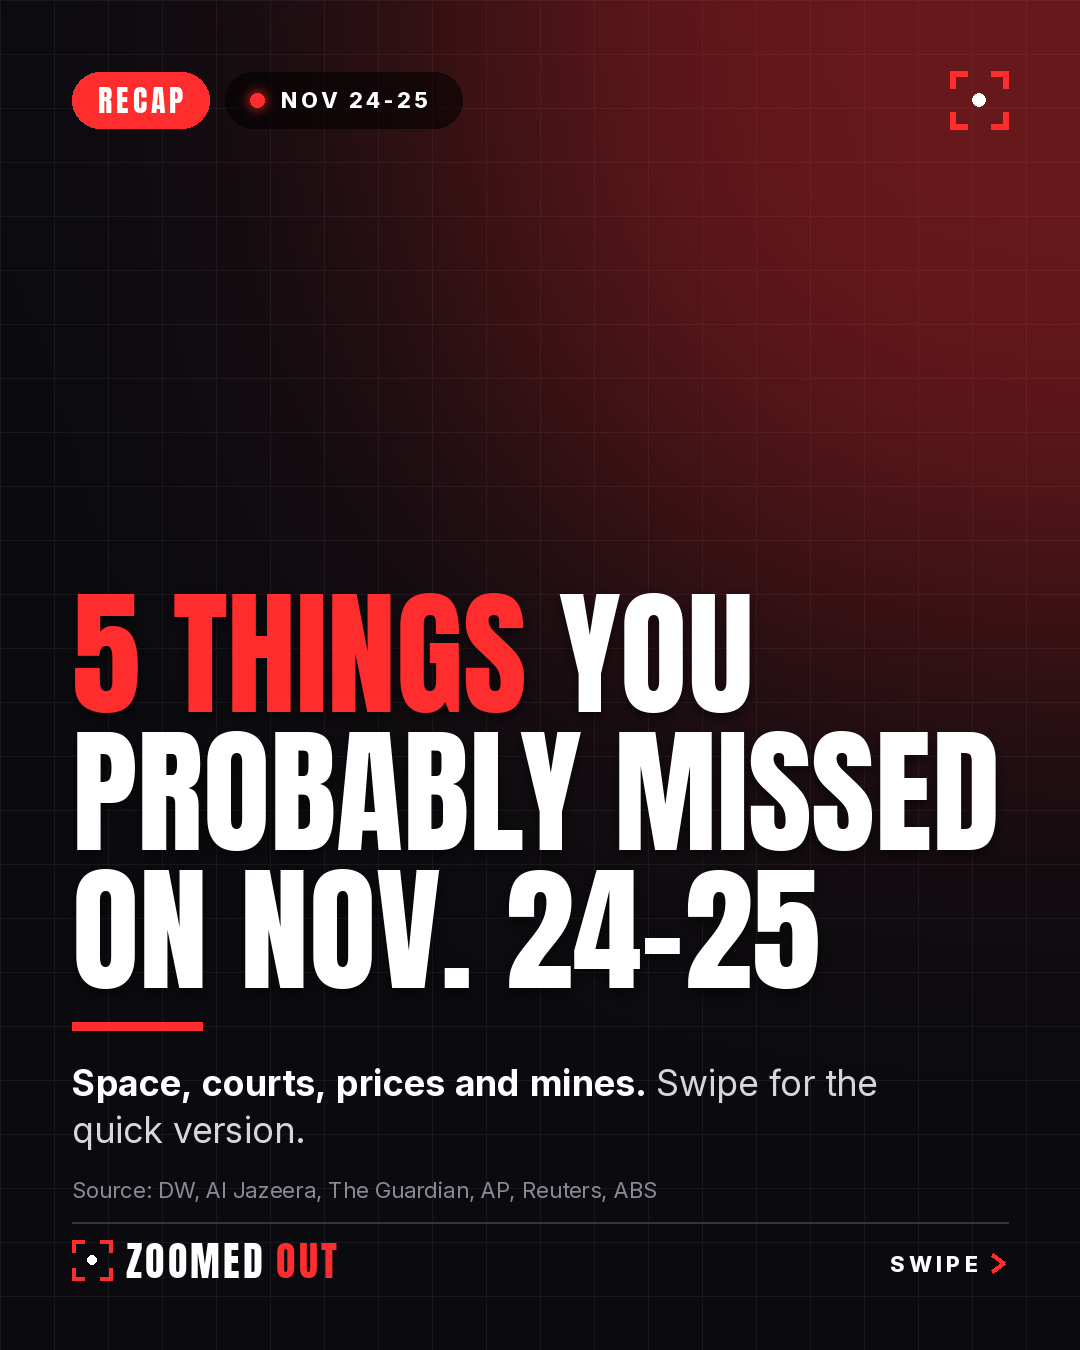 RECAP
NOV 24-25
5 THINGS YOU
PROBABLY MISSED
ON NOV. 24-25
Space, courts, prices and mines. Swipe for the
quick version.
Source: DW, Al Jazeera, The Guardian, AP, Reuters, ABS
ZOOMED OUT
SWIPE